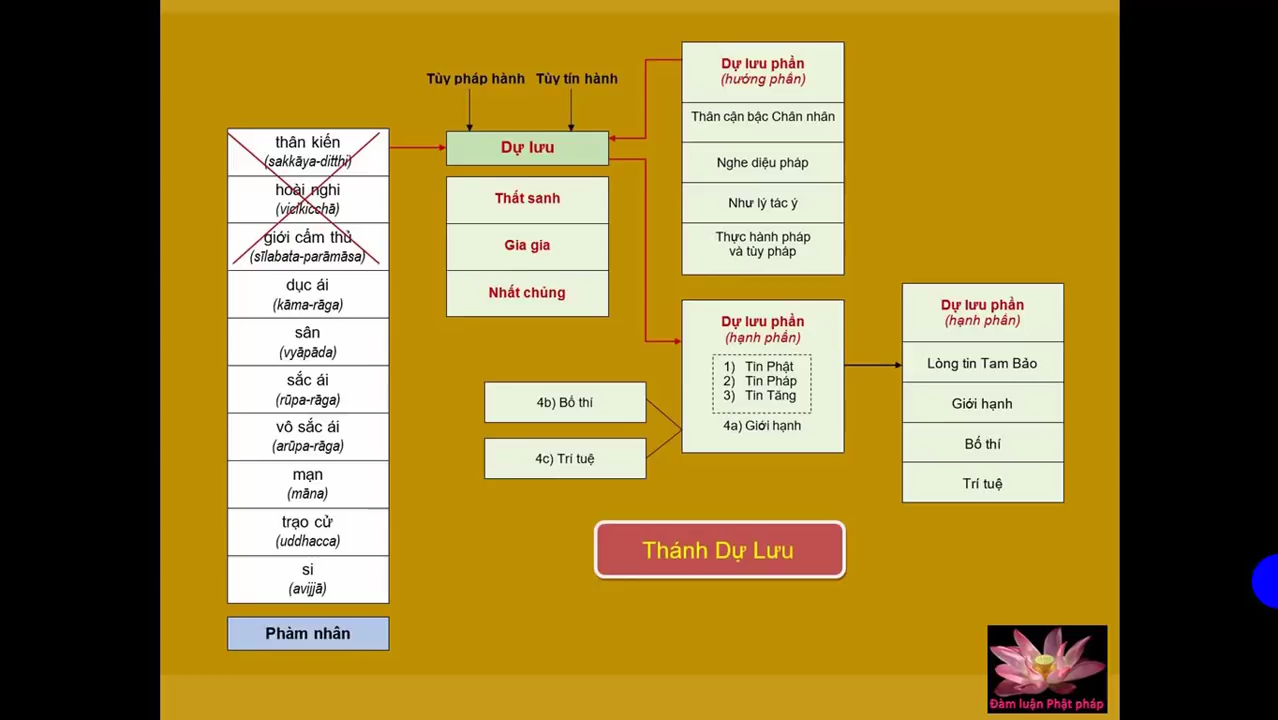 thân kiến
(sakkāya-ditthi)
hoài nghi
(vicikicchā)
giới cấm thủ
(sīlabata-parāmāsa)
dục ái
(kāma-rāga)
sân
(vyāpāda)
sắc ái
(rūpa-rāga)
vô sắc ái
(arūpa-rāga)
mạn
(māna)
trạo cử
(uddhacca)
si
(avijjā)
Phàm nhân
Tùy pháp hành Tùy tín hành
Dự lưu
Thất sanh
Gia gia
Nhất chủng
Dự lưu phần
(hướng phần)
Thân cận bậc Chân nhân
Nghe diệu pháp
Như lý tác ý
Thực hành pháp
và tùy pháp
Dự lưu phần
(hạnh phần)
1) Tin Phật
2) Tin Pháp
3) Tin Tăng
4a) Giới hạnh
4b) Bố thí
4c) Trí tuệ
Dự lưu phần
(hạnh phần)
Lòng tin Tam Bảo
Giới hạnh
Bố thí
Trí tuệ
Thánh Dự Lưu
Đàm luận Phật pháp